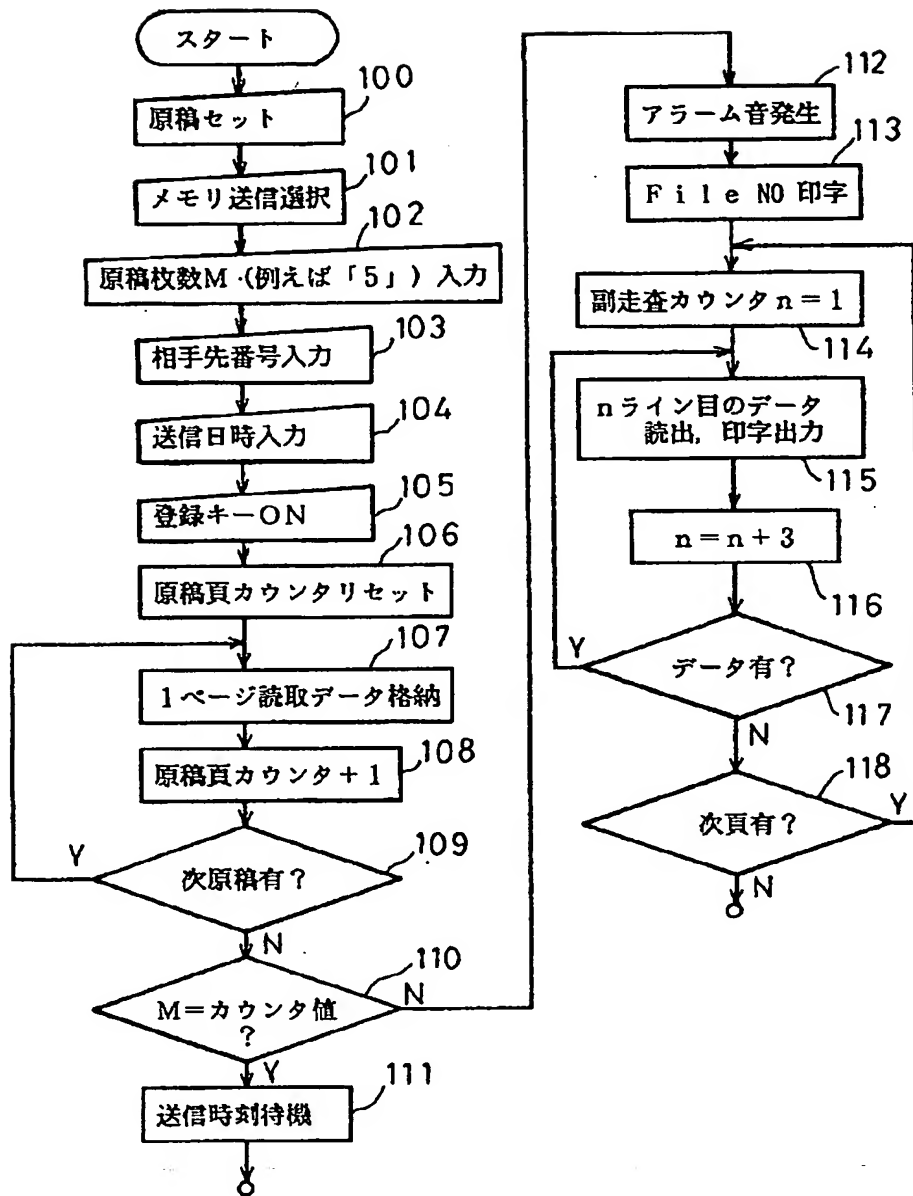 スタート
100
原稿セット
101
メモリ送信選択
102
原稿枚数M (例えば「5」) 入力
103
相手先番号入力
104
送信日時入力
105
登録キーON
106
原稿頁カウンタリセット
107
1ページ読取データ格納
108
原稿頁カウンタ+1
109
次原稿有?
Y
N
110
M=カウンタ値
?
N
Y
111
送信時刻待機
112
アラーム音発生
113
File NO 印字
副走査カウンタn=1
114
nライン目のデータ
読出, 印字出力
115
n=n+3
116
Y
データ有?
117
N
118
次頁有?
Y
N